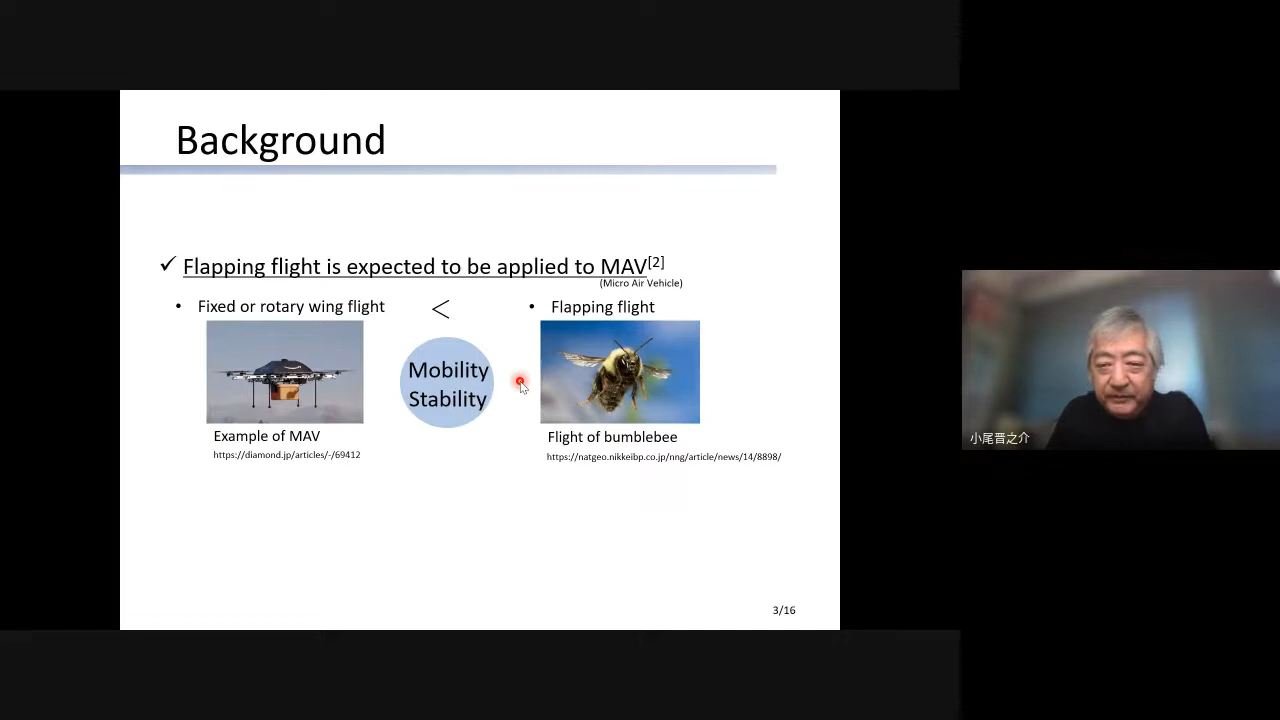 Background
✓ Flapping flight is expected to be applied to MAV[2]
(Micro Air Vehicle)
• Fixed or rotary wing flight
<
• Flapping flight
Mobility
Stability
Example of MAV
https://diamond.jp/articles/-/69412
Flight of bumblebee
https://natgeo.nikkeibp.co.jp/nng/article/news/14/8898/
3/16
小尾晋之介